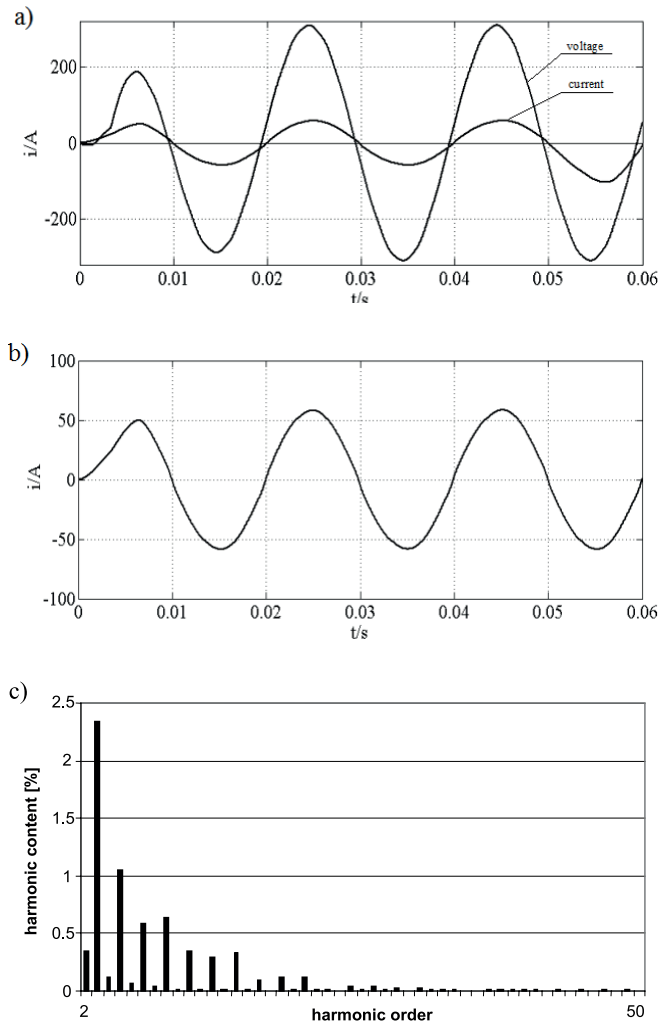 a)
voltage
current
i/A
200
0
-200
0 0.01 0.02 0.03 0.04 0.05 0.06
t/s
b)
i/A
100
50
0
-50
-100
0 0.01 0.02 0.03 0.04 0.05 0.06
t/s
c)
harmonic content [%]
2.5
2
1.5
1
0.5
0
2 50
harmonic order